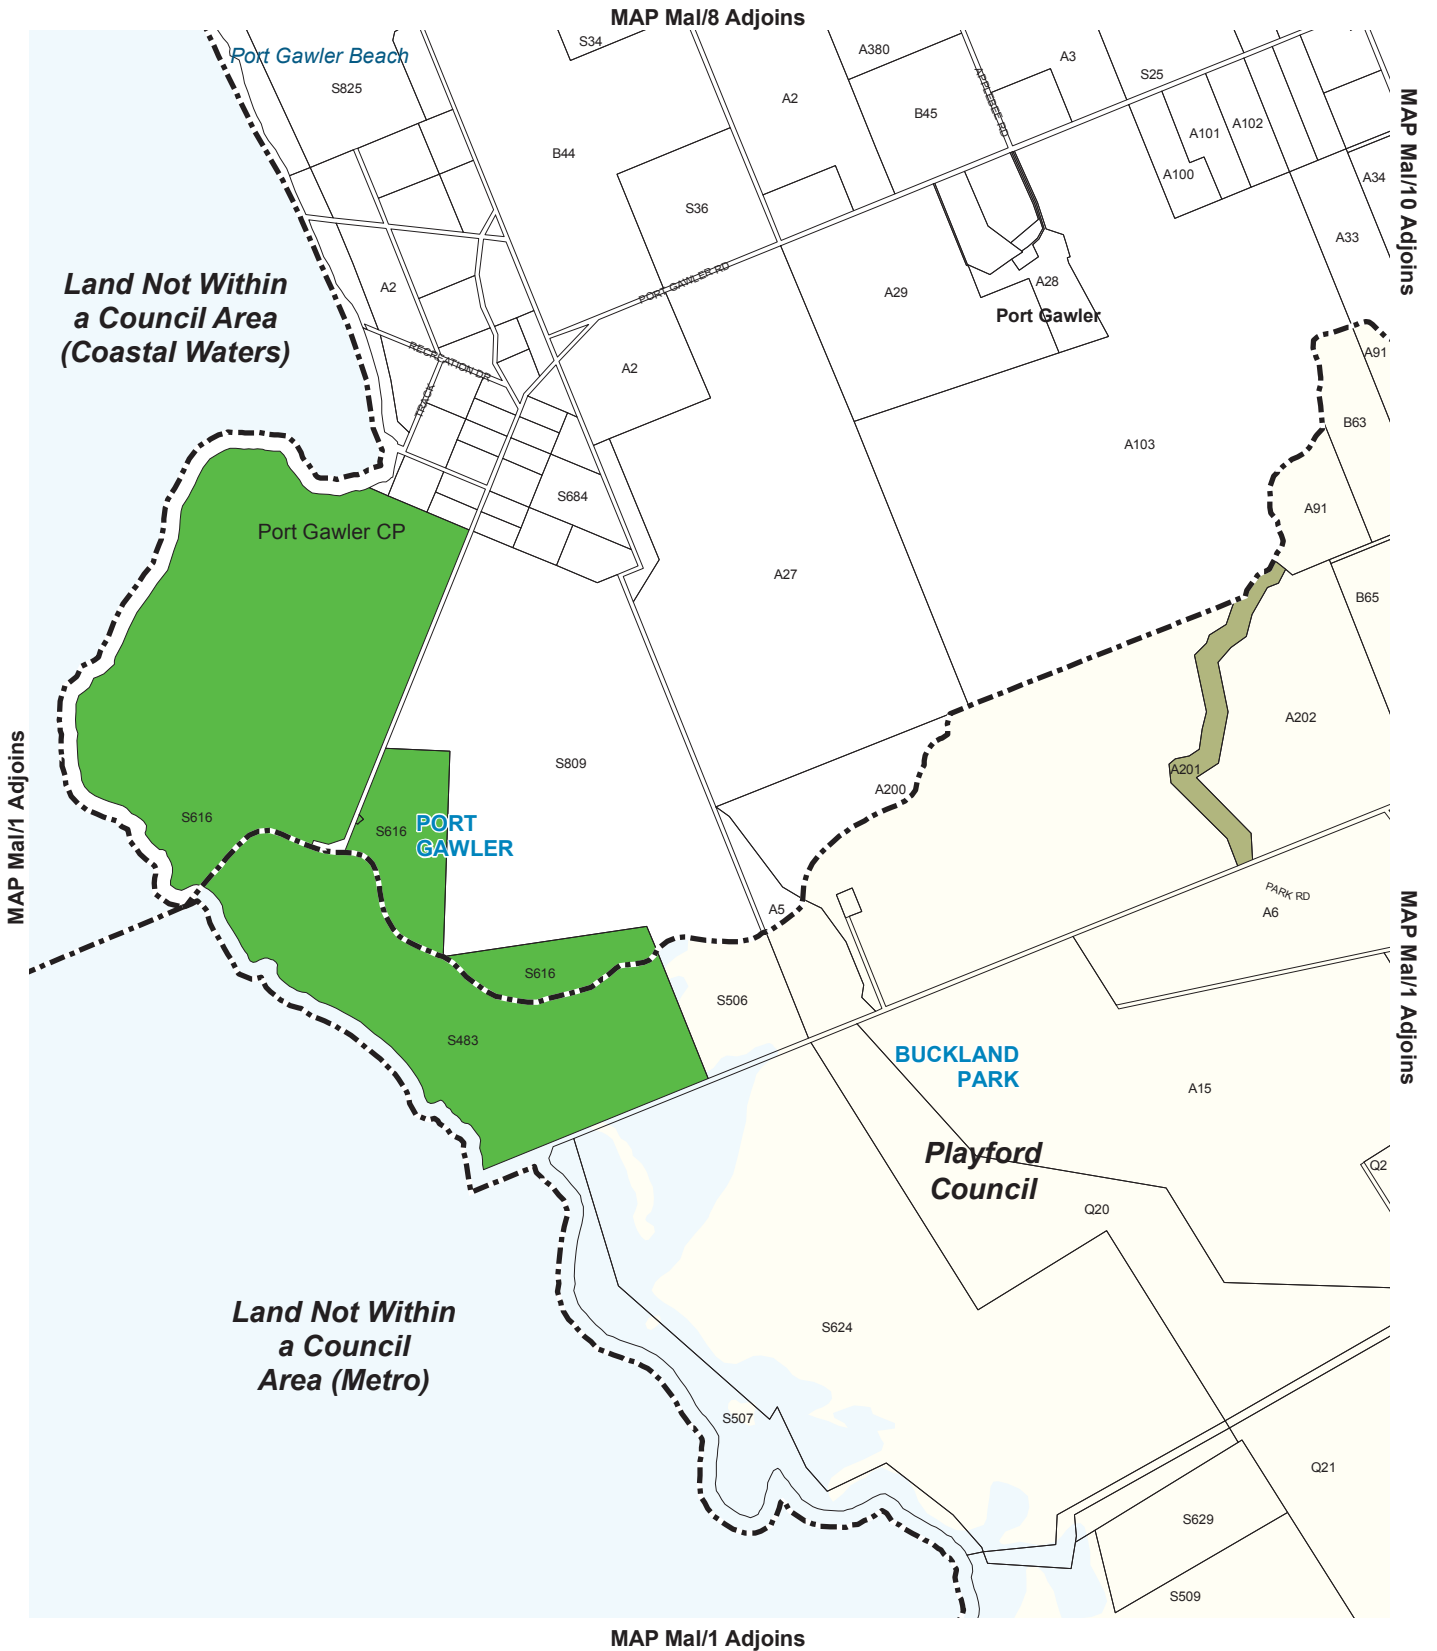 MAP Mal/8 Adjoins
Port Gawler Beach
S34
A380
A3
S25
S825
A2
B45
APPLEBEE RD
A101
A102
B44
A100
A34
S36
A33
MAP Mal/10 Adjoins
Land Not Within
a Council Area
(Coastal Waters)
A2
PORT GAWLER RD
A29
A28
Port Gawler
RECREATION DR
TRACK
A2
A91
B63
A103
S684
A91
Port Gawler CP
A27
B65
A202
S809
A201
A200
MAP Mal/1 Adjoins
S616
S616
PORT
GAWLER
A5
PARK RD
A6
S616
S506
MAP Mal/1 Adjoins
S483
BUCKLAND
PARK
A15
Playford
Council
Q2
Q20
Land Not Within
a Council
Area (Metro)
S624
S507
Q21
S629
S509
MAP Mal/1 Adjoins